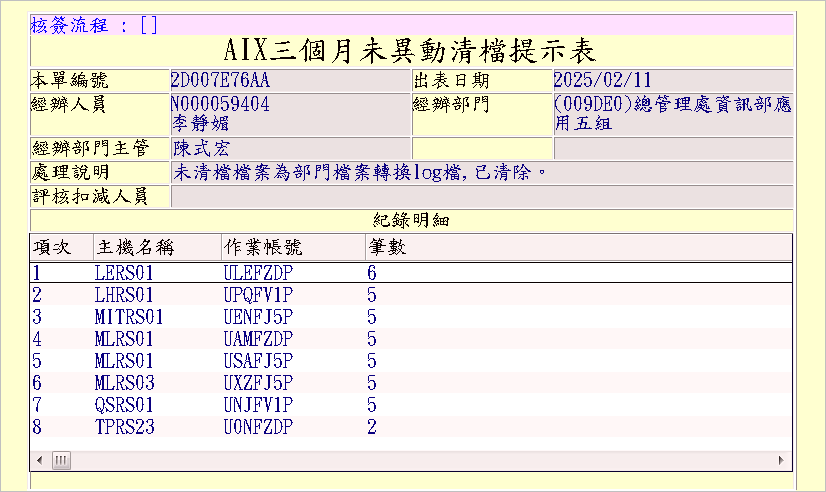 核簽流程 : []
AIX三個月未異動清檔提示表
本單編號 2D007E76AA 出表日期 2025/02/11
經辦人員 N000059404 經辦部門 (009DE0)總管理處資訊部應
李靜媚 用五組
經辦部門主管 陳式宏
處理說明 未清檔檔案為部門檔案轉換log檔,已清除。
評核扣減人員
紀錄明細
項次 主機名稱 作業帳號 筆數
1 LERS01 ULEFZDP 6
2 LHRS01 UPQFV1P 5
3 MITRS01 UENFJ5P 5
4 MLRS01 UAMFZDP 5
5 MLRS01 USAFJ5P 5
6 MLRS03 UXZFJ5P 5
7 QSRS01 UNJFV1P 5
8 TPRS23 U0NFZDP 2